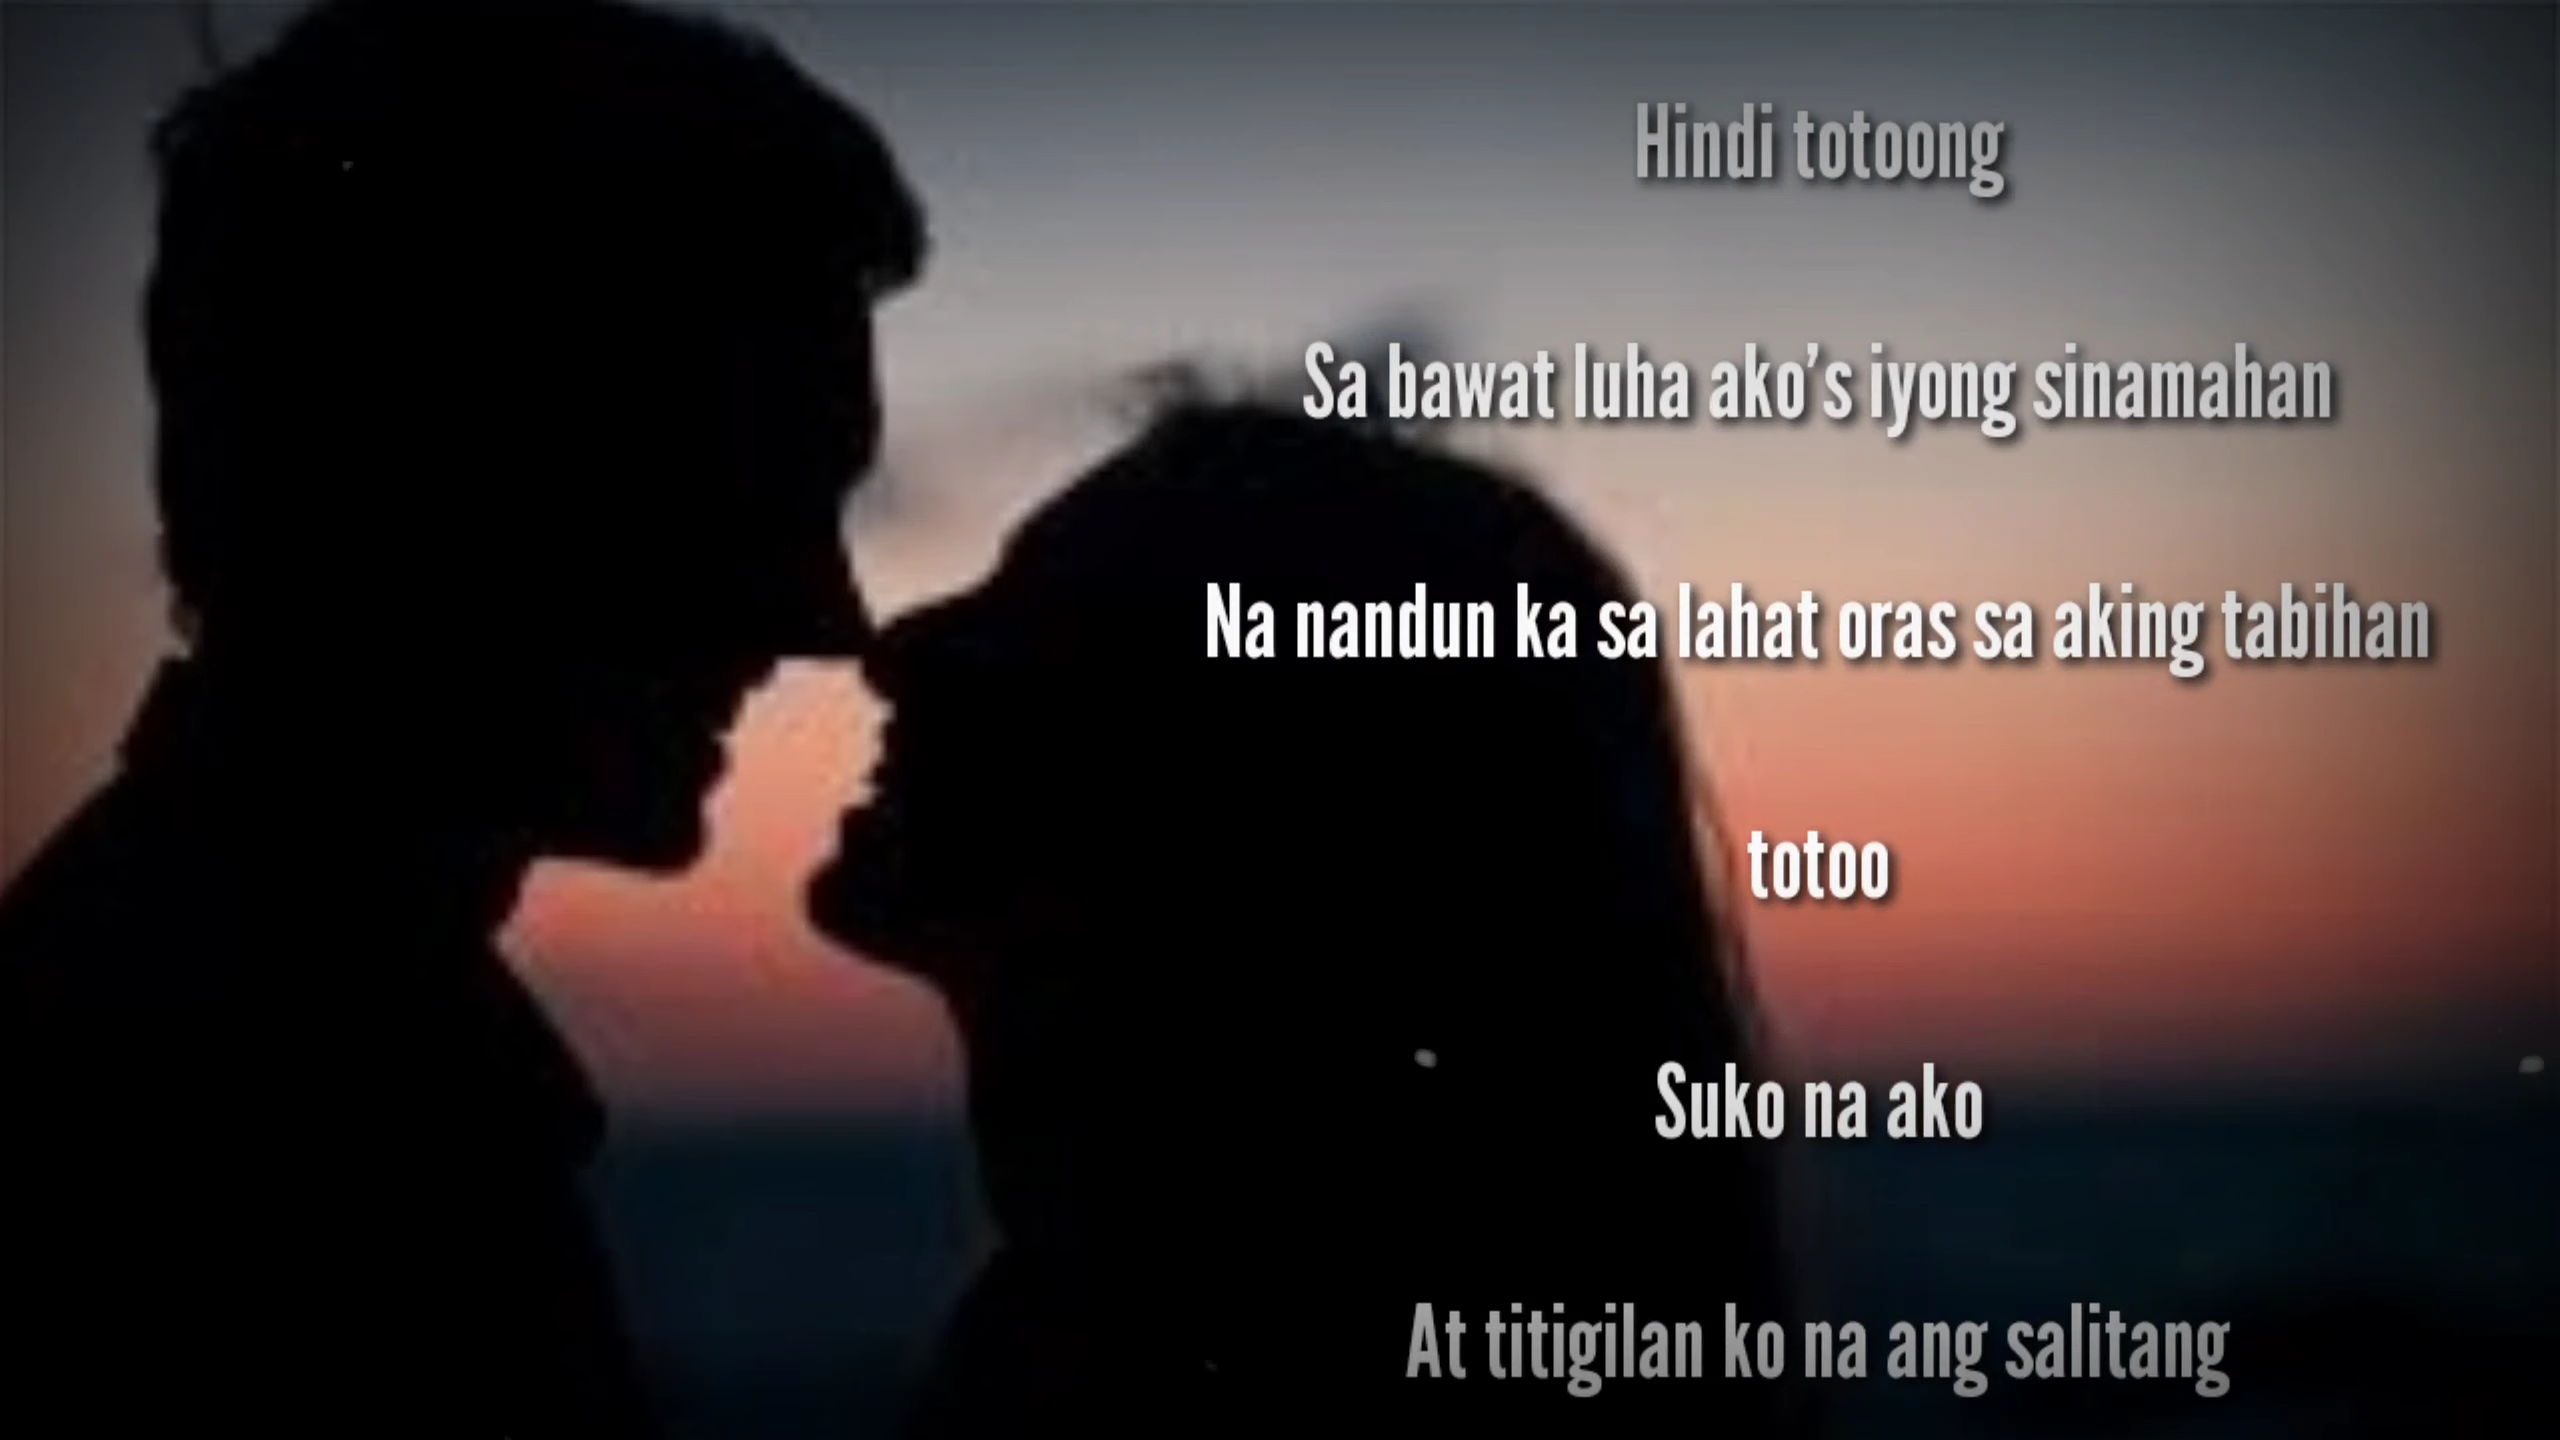 Hindi totoong
Sa bawat luha ako’s iyong sinamahan
Na nandun ka sa lahat oras sa aking tabihan
totoo
Suko na ako
At titigilan ko na ang salitang